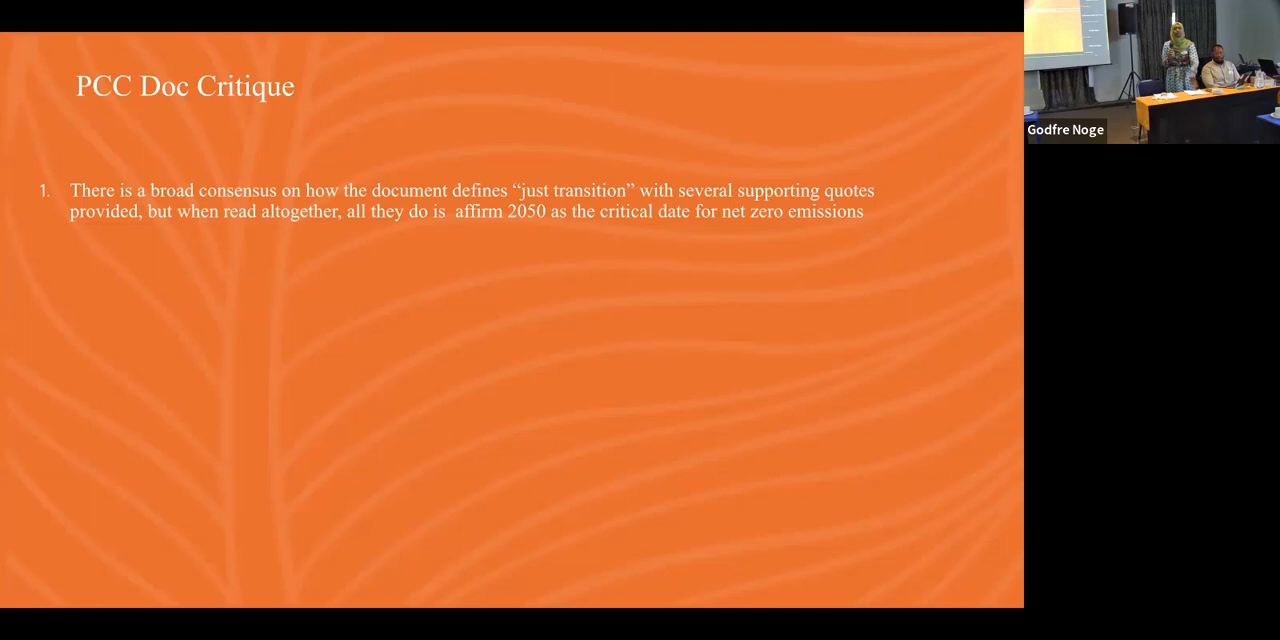 PCC Doc Critique
1. There is a broad consensus on how the document defines “just transition” with several supporting quotes
provided, but when read altogether, all they do is  affirm 2050 as the critical date for net zero emissions
Godfre Noge